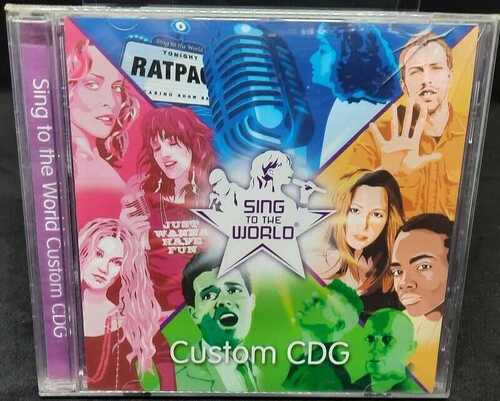 Sing to the World Custom CDG
Sing to the World
TONIGHT
RATPAC
JUST
WANNA
HAVE
FUN
SING
TO THE
WORLD®
Custom CDG